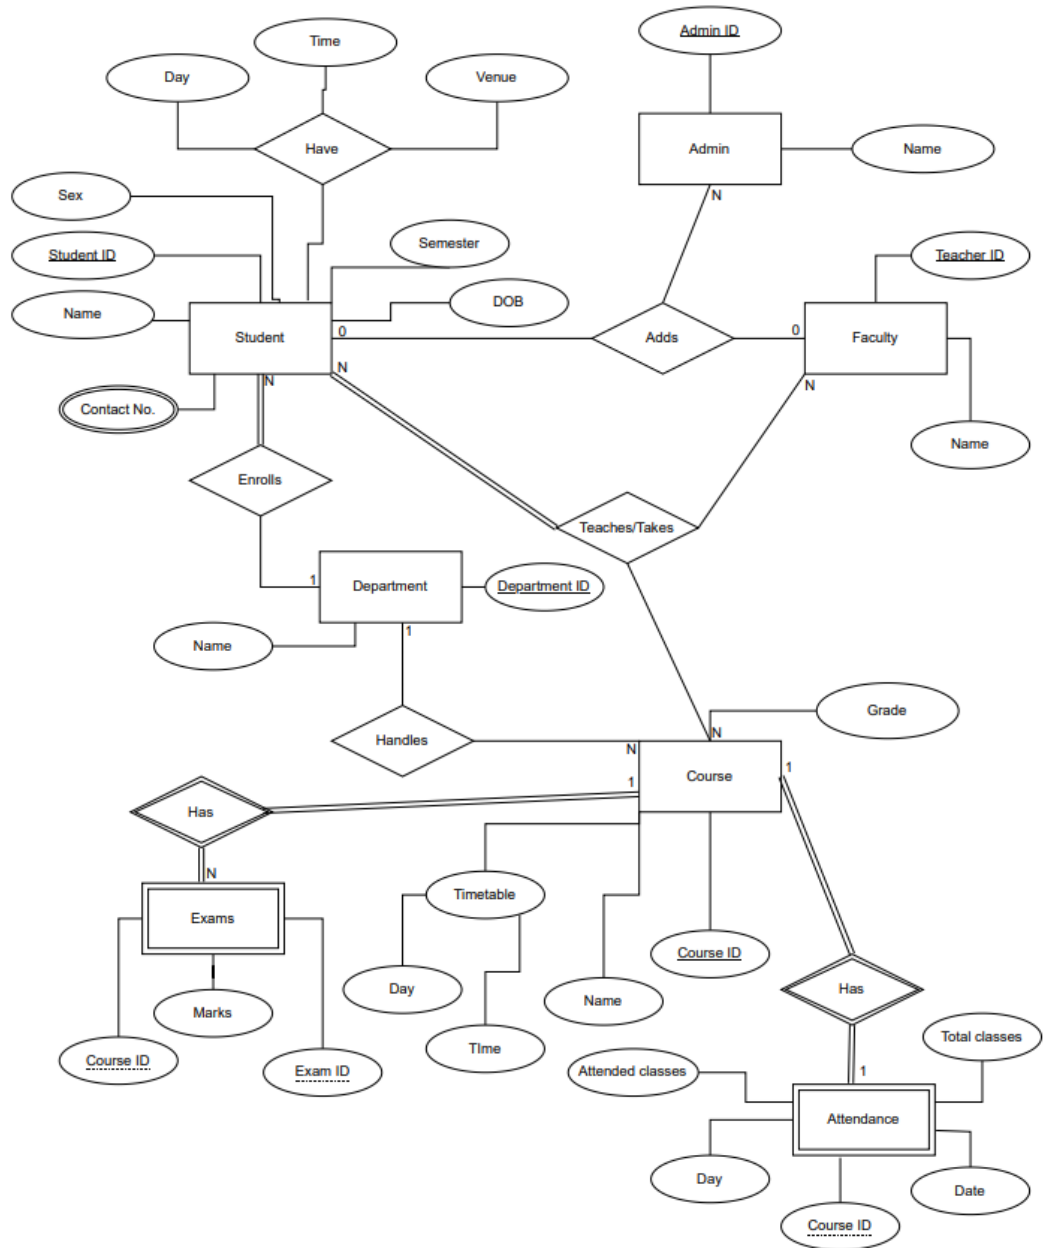 Time
Admin ID
Day
Venue
Have
Admin
Name
N
Sex
Semester
Student ID
Teacher ID
DOB
Name
Student
0
Adds
0
Faculty
N
N
N
Contact No.
Name
Enrolls
Teaches/Takes
1
Department
Department ID
1
Name
Grade
Handles
N
N
1
1
Course
Has
N
Timetable
Exams
Course ID
Day
Name
Has
Marks
TIme
Total classes
Course ID
Exam ID
Attended classes
1
Attendance
Day
Date
Course ID